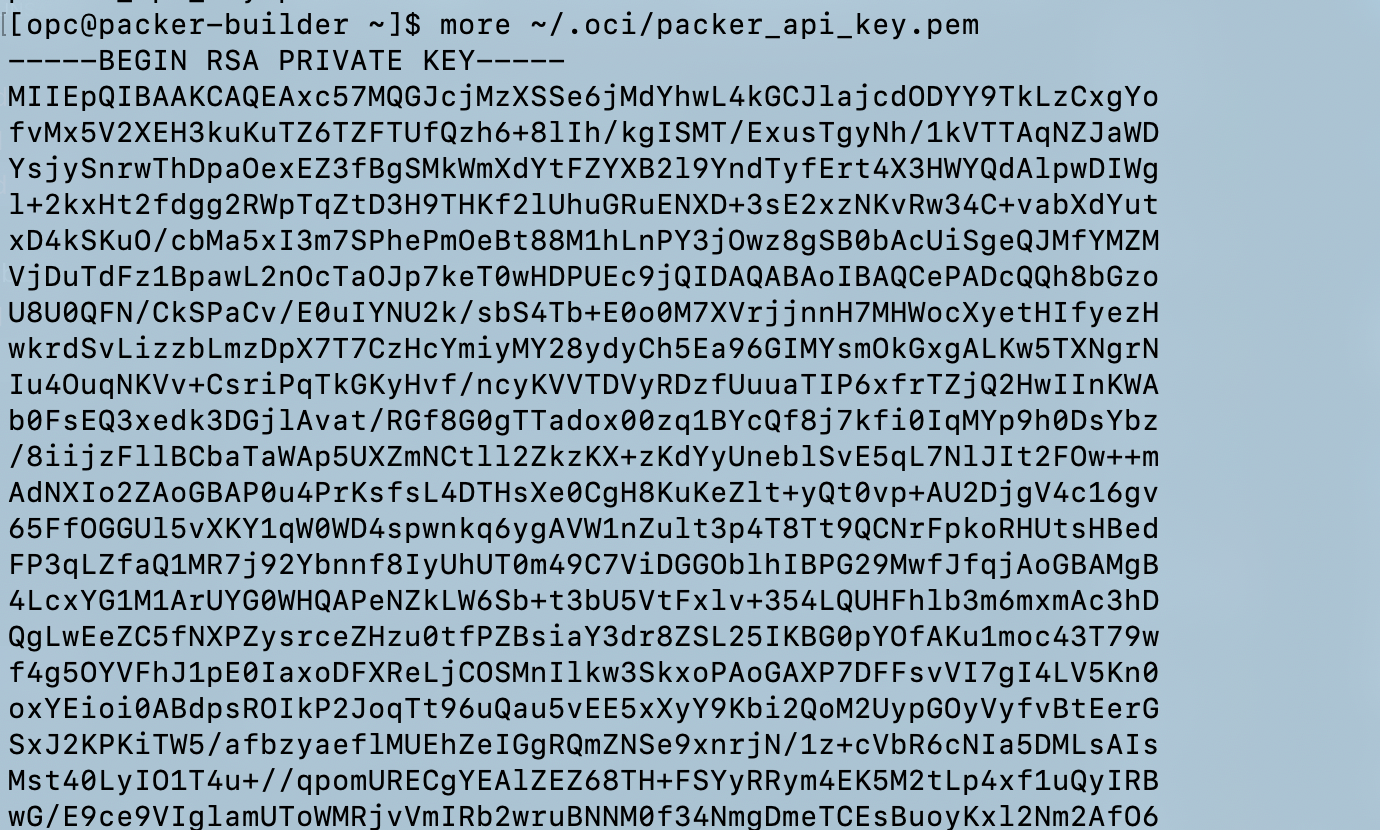 [opc@packer-builder ~]$ more ~/.oci/packer_api_key.pem
-----BEGIN RSA PRIVATE KEY-----
MIIEpQIBAAKCAQEAxc57MQGJcjMzXSSe6jMdYhwL4kGCJlajcdODYY9TkLzCxgYo
fvMx5V2XEH3kuKuTZ6TZFTUfQzh6+8lIh/kgISMT/ExusTgyNh/1kVTTAqNZJaWD
YsjySnrwThDpaOexEZ3fBgSMkWmXdYtFZYXB2l9YndTyfErt4X3HWYQdAlpwDIWg
l+2kxHt2fdgg2RWpTqZtD3H9THKf2lUhuGRuENXD+3sE2xzNKvRw34C+vabXdYut
xD4kSKuO/cbMa5xI3m7SPhePmOeBt88M1hLnPY3jOwz8gSB0bAcUiSgeQJMfYMZM
VjDuTdFz1BpawL2nOcTaOJp7keT0wHDPUEc9jQIDAQABAoIBAQCePADcQQh8bGzo
U8U0QFN/CkSPaCv/E0uIYNU2k/sbS4Tb+E0o0M7XVrjjnnH7MHWocXyetHIfyezH
wkrdSvLizzbLmzDpX7T7CzHcYmiyMY28ydyCh5Ea96GIMYsmOkGxgALKw5TXNgrN
Iu4OuqNKVv+CsriPqTkGKyHvf/ncyKVVTDVyRDzfUuuaTIP6xfrTZjQ2HwIInKWA
b0FsEQ3xedk3DGjlAvat/RGf8G0gTTadox00zq1BYcQf8j7kfi0IqMYp9h0DsYbz
/8iijzFllBCbaTaWAp5UXZmNCtll2ZkzKX+zKdYyUneblSvE5qL7NlJIt2FOw++m
AdNXIo2ZAoGBAP0u4PrKsfsL4DTHsXe0CgH8KuKeZlt+yQt0vp+AU2DjgV4c16gv
65FfOGGUl5vXKY1qW0WD4spwnkq6ygAVW1nZult3p4T8Tt9QCNrFpkoRHUtsHBed
FP3qLZfaQ1MR7j92Ybnnf8IyUhUT0m49C7ViDGGOblhIBPG29MwfJfqjAoGBAMgB
4LcxYG1M1ArUYG0WHQAPeNZkLW6Sb+t3bU5VtFxlv+354LQUHFhlb3m6mxmAc3hD
QgLwEeZC5fNXPZysrceZHzu0tfPZBsiaY3dr8ZSL25IKBG0pYOfAKu1moc43T79w
f4g5OYVFhJ1pE0IaxoDFXReLjCOSMnIlkw3SkxoPAoGAXP7DFFsvVI7gI4LV5Kn0
oxYEioi0ABdpsROIkP2JoqTt96uQau5vEE5xXyY9Kbi2QoM2UypGOyVyfvBtEerG
SxJ2KPKiTW5/afbzyaeflMUEhZeIGgRQmZNSe9xnrjN/1z+cVbR6cNIa5DMLsAIs
Mst40LyIO1T4u+//qpomURECgYEAlZEZ68TH+FSYyRRym4EK5M2tLp4xf1uQyIRB
wG/E9ce9VIglamUToWMRjvVmIRb2wruBNNM0f34NmgDmeTCEsBuoyKxl2Nm2AfO6